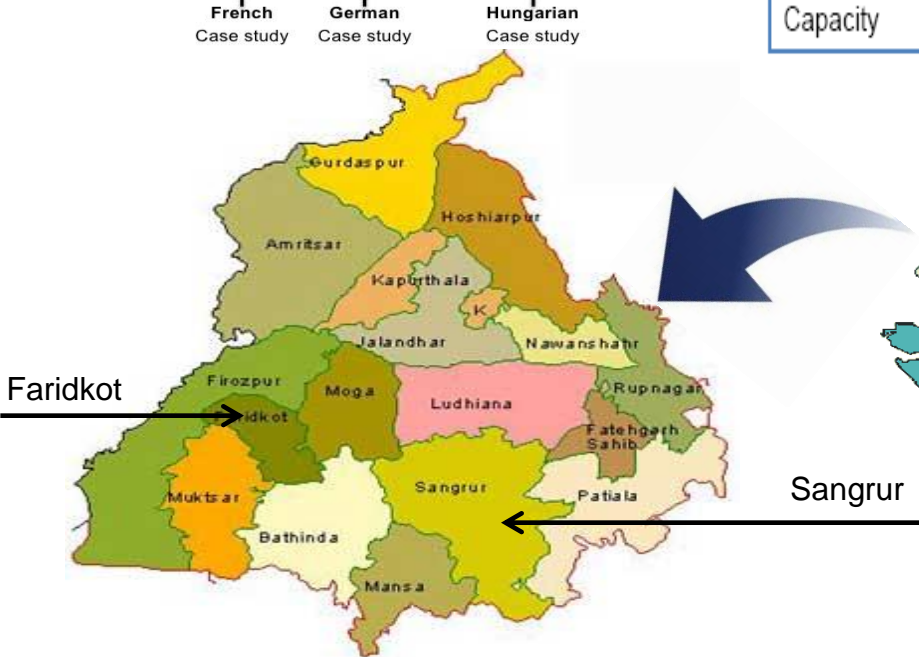 French German Hungarian
Case study Case study Case study
Capacity
Gurdaspur
Hoshiarpur
Amritsar
Kapurthala
K
Jalandhar
Nawanshahr
Firozpur
Moga
Ludhiana
Rupnagar
Faridkot
Faridkot
Fatehgarh
Sahib
Muktsar
Sangrur
Patiala
Sangrur
Bathinda
Mansa